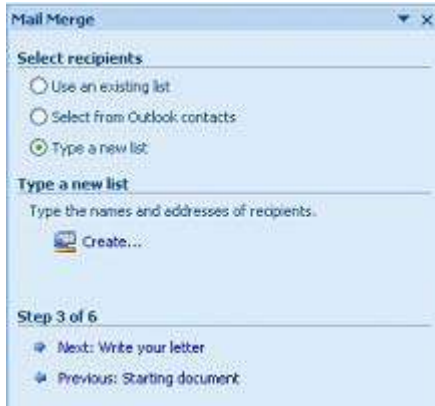 Mail Merge
Select recipients
Use an existing list
Select from Outlook contacts
Type a new list
Type a new list
Type the names and addresses of recipients.
Create...
Step 3 of 6
Next: Write your letter
Previous: Starting document